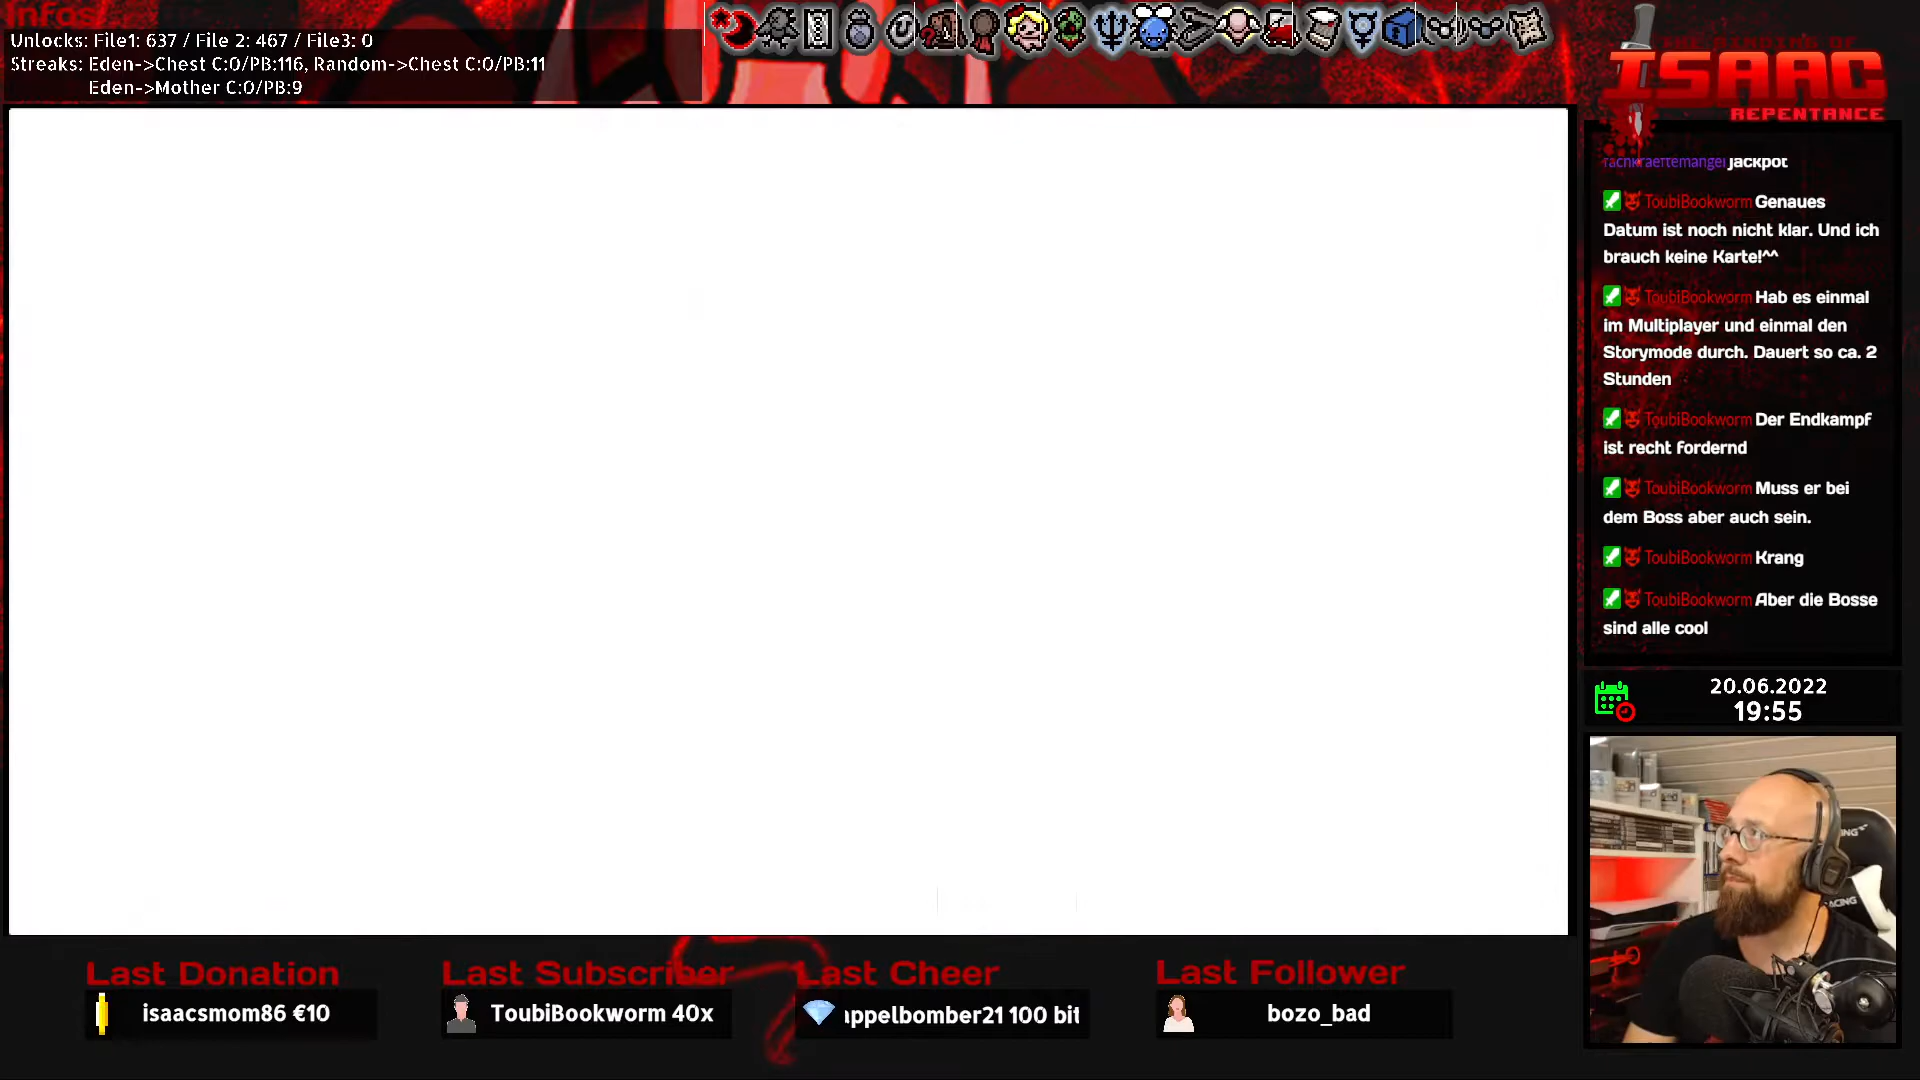 Infos
Unlocks: File1: 637 / File 2: 467 / File3: 0
Streaks: Eden->Chest C:0/PB:116, Random->Chest C:0/PB:11
Eden->Mother C:0/PB:9
THE BINDING OF
ISAAC
REPENTANCE
fachkraeftemangel jackpot
ToubiBookworm Genaues
Datum ist noch nicht klar. Und ich
brauch keine Karte!^^
ToubiBookworm Hab es einmal
im Multiplayer und einmal den
Storymode durch. Dauert so ca. 2
Stunden
ToubiBookworm Der Endkampf
ist recht fordernd
ToubiBookworm Muss er bei
dem Boss aber auch sein.
ToubiBookworm Krang
ToubiBookworm Aber die Bosse
sind alle cool
20.06.2022
19:55
Last Donation
isaacsmom86 €10
Last Subscriber
ToubiBookworm 40x
Last Cheer
appelbomber21 100 bit
Last Follower
bozo_bad